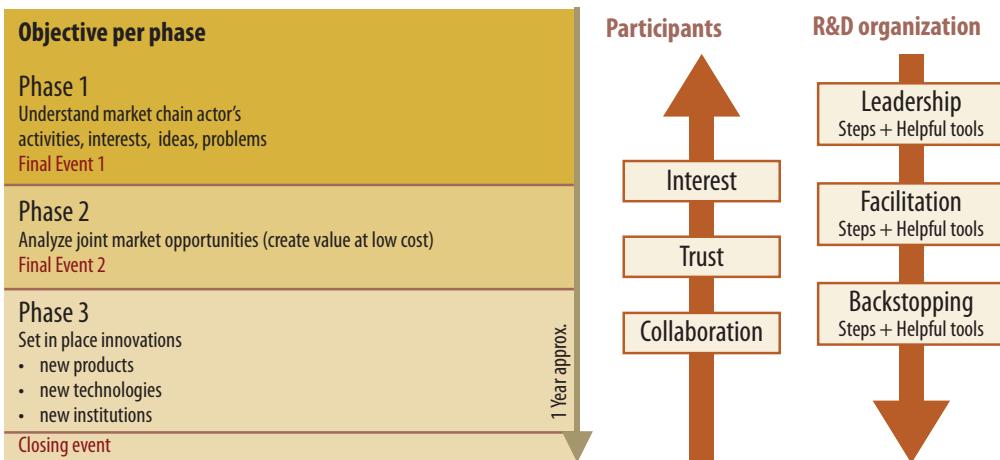 Objective per phase
Phase 1
Understand market chain actor's
activities, interests, ideas, problems
Final Event 1
Phase 2
Analyze joint market opportunities (create value at low cost)
Final Event 2
Phase 3
Set in place innovations
• new products
• new technologies
• new institutions
Closing event
1 Year approx.
Participants
Interest
Trust
Collaboration
R&D organization
Leadership
Steps + Helpful tools
Facilitation
Steps + Helpful tools
Backstopping
Steps + Helpful tools